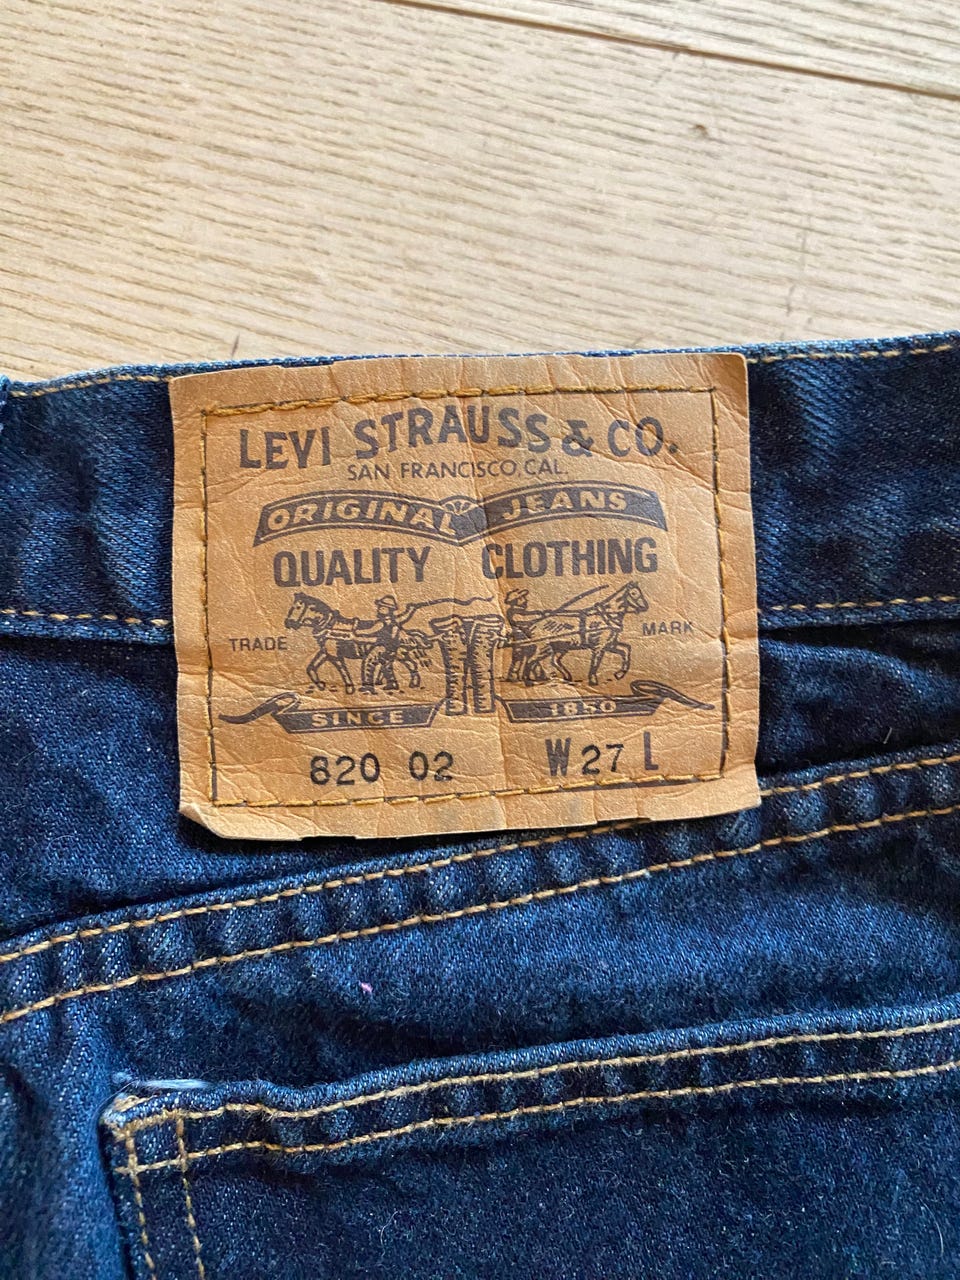 LEVI STRAUSS & CO.
SAN FRANCISCO, CAL.
ORIGINAL JEANS
QUALITY CLOTHING
TRADE MARK
SINCE 1850
820 02 W 27 L